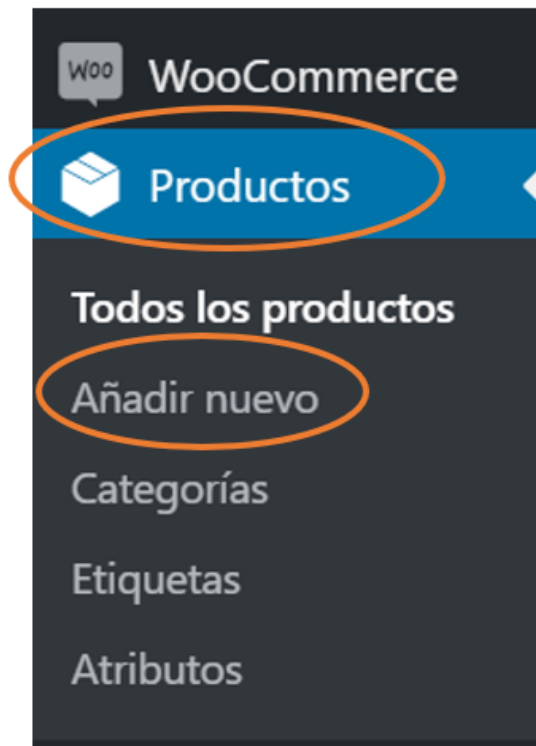 Woo WooCommerce
Productos
Todos los productos
Añadir nuevo
Categorías
Etiquetas
Atributos